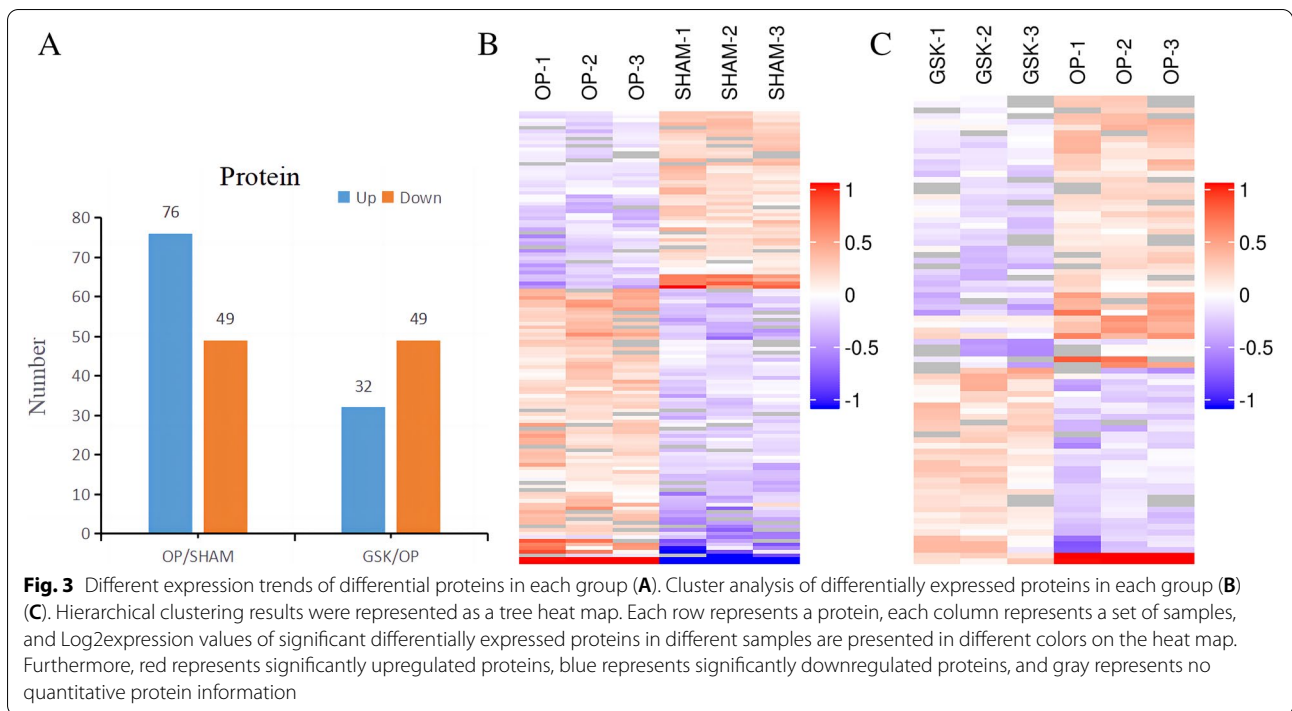 A
B
C
OP-1
OP-2
OP-3
SHAM-1
SHAM-2
SHAM-3
GSK-1
GSK-2
GSK-3
OP-1
OP-2
OP-3
Protein
Up Down
Number
80
70
60
50
40
30
20
10
0
76
49
32
49
OP/SHAM
GSK/OP
1
0.5
0
-0.5
-1
1
0.5
0
-0.5
-1
Fig. 3 Different expression trends of differential proteins in each group (A). Cluster analysis of differentially expressed proteins in each group (B)
(C). Hierarchical clustering results were represented as a tree heat map. Each row represents a protein, each column represents a set of samples,
and Log2expression values of significant differentially expressed proteins in different samples are presented in different colors on the heat map.
Furthermore, red represents significantly upregulated proteins, blue represents significantly downregulated proteins, and gray represents no
quantitative protein information